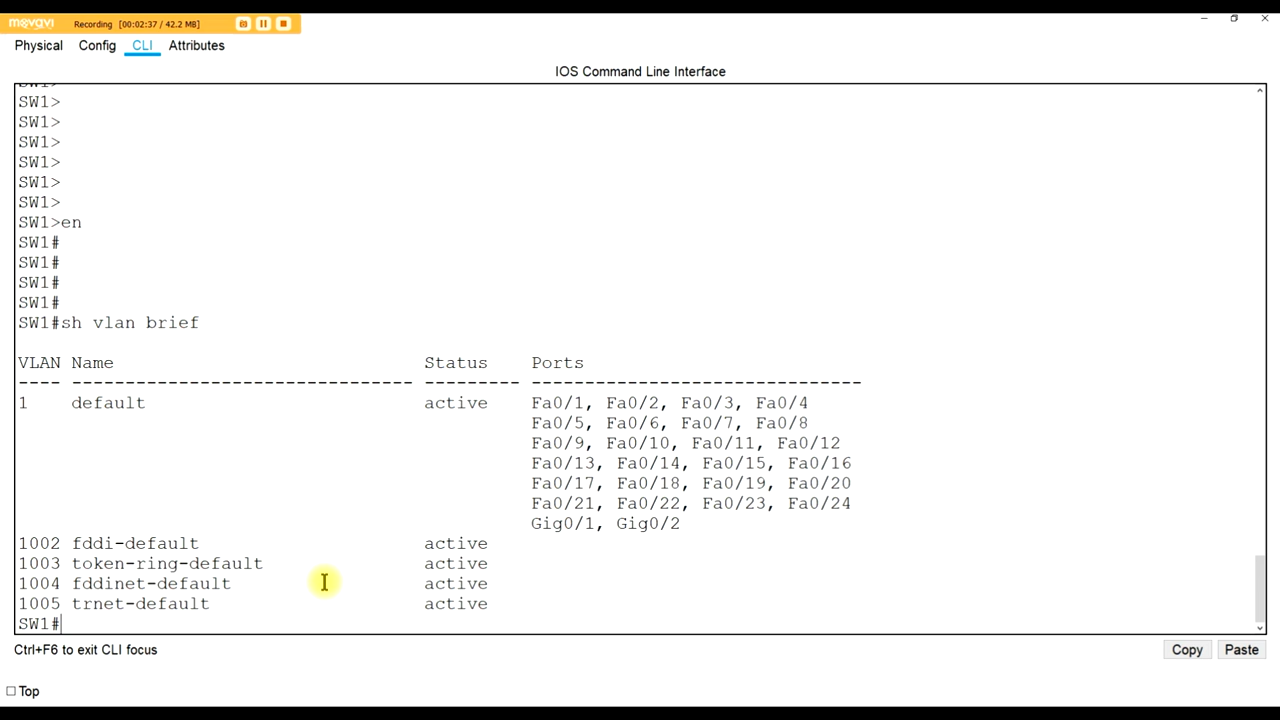 movavi Recording [00:02:37 / 42.2 MB]
Physical Config CLI Attributes
IOS Command Line Interface
SW1>
SW1>
SW1>
SW1>
SW1>
SW1>
SW1>
SW1>en
SW1#
SW1#
SW1#
SW1#
SW1#sh vlan brief
VLAN Name Status Ports
---- -------------------------------- --------- -------------------------------
1 default active Fa0/1, Fa0/2, Fa0/3, Fa0/4
Fa0/5, Fa0/6, Fa0/7, Fa0/8
Fa0/9, Fa0/10, Fa0/11, Fa0/12
Fa0/13, Fa0/14, Fa0/15, Fa0/16
Fa0/17, Fa0/18, Fa0/19, Fa0/20
Fa0/21, Fa0/22, Fa0/23, Fa0/24
Gig0/1, Gig0/2
1002 fddi-default active
1003 token-ring-default active
1004 fddinet-default active
1005 trnet-default active
SW1#
Ctrl+F6 to exit CLI focus
Copy Paste
Top